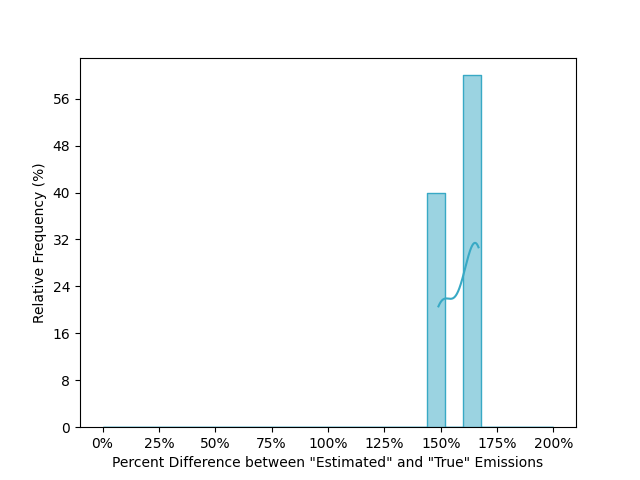 56
48
40
32
24
16
8
0
Relative Frequency (%)
0% 25% 50% 75% 100% 125% 150% 175% 200%
Percent Difference between "Estimated" and "True" Emissions